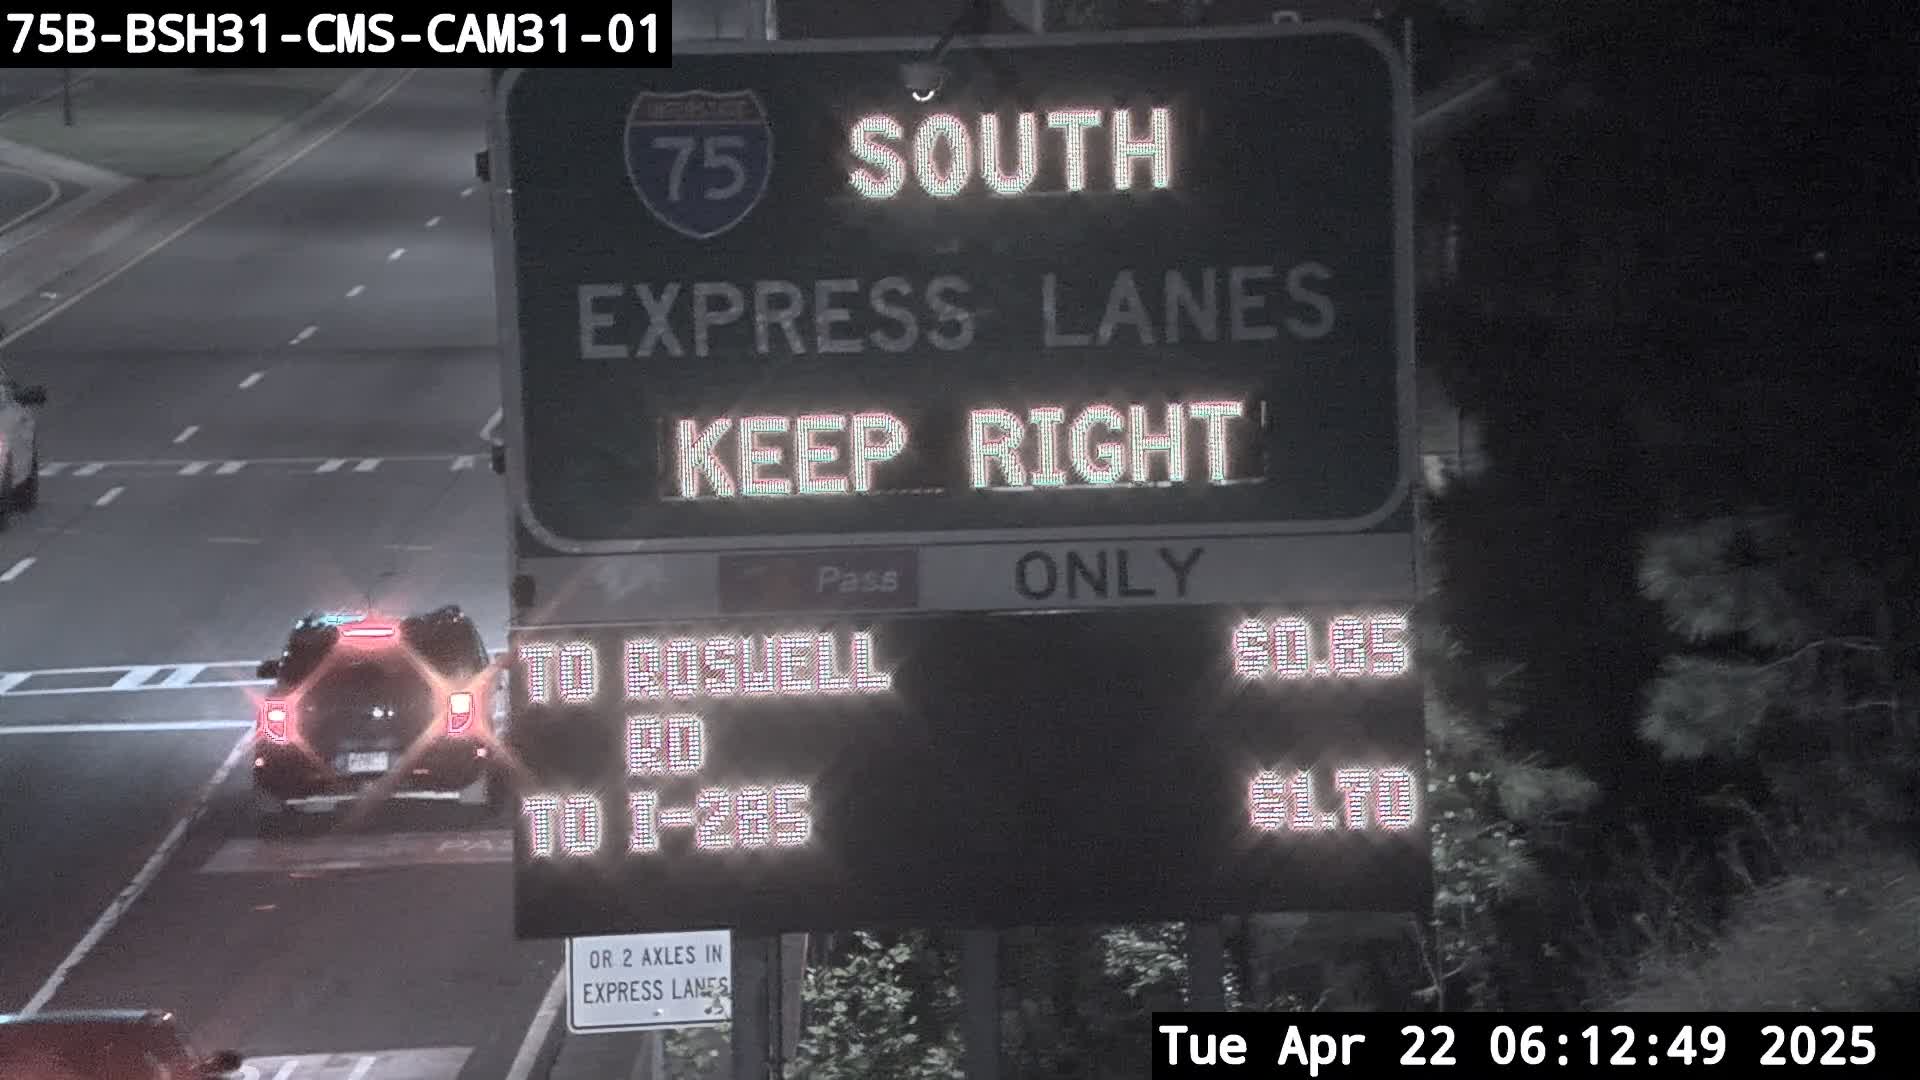 75B-BSH31-CMS-CAM31-01
INTERSTATE
75
SOUTH
EXPRESS LANES
KEEP RIGHT
Pass ONLY
TO ROSWELL $0.85
RD
TO I-285 $1.70
OR 2 AXLES IN
EXPRESS LANES
Tue Apr 22 06:12:49 2025